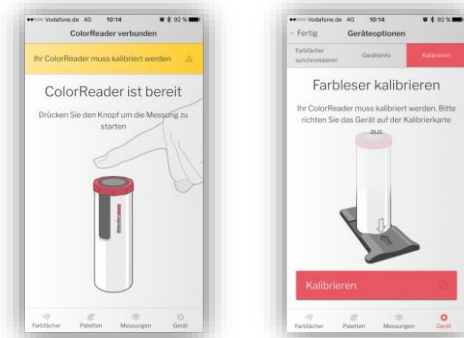 Vodafone.de 4G 10:14 92 %
ColorReader verbunden
Ihr ColorReader muss kalibriert werden
ColorReader ist bereit
Drücken Sie den Knopf um die Messung zu
starten
datacolor
Farbfächer Paletten Messungen Gerät
Vodafone.de 4G 10:14 92 %
Fertig Geräteoptionen
Farbfächer
synchronisieren Geräteinfo Kalibrieren
Farbleser kalibrieren
Ihr ColorReader muss kalibriert werden. Bitte
richten Sie das Gerät auf der Kalibrierkarte
aus.
Kalibrieren
Farbfächer Paletten Messungen Gerät